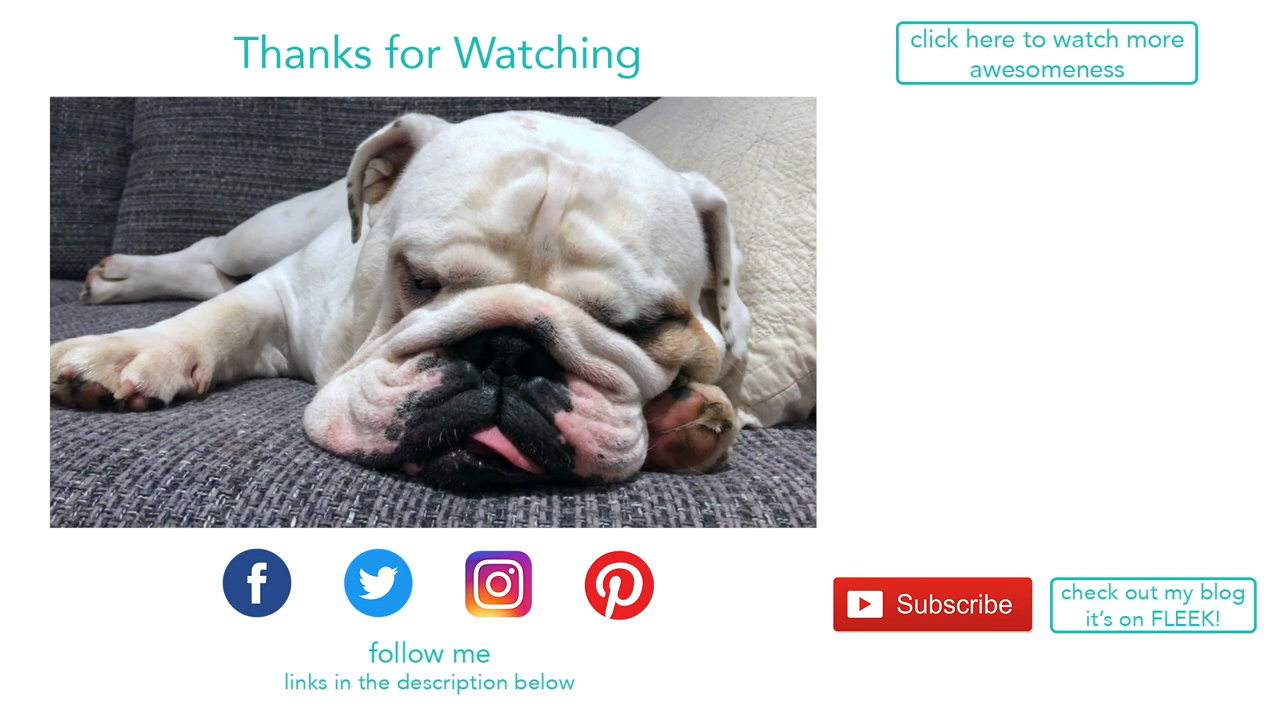 Thanks for Watching
click here to watch more
awesomeness
Subscribe
check out my blog
it's on FLEEK!
follow me
links in the description below